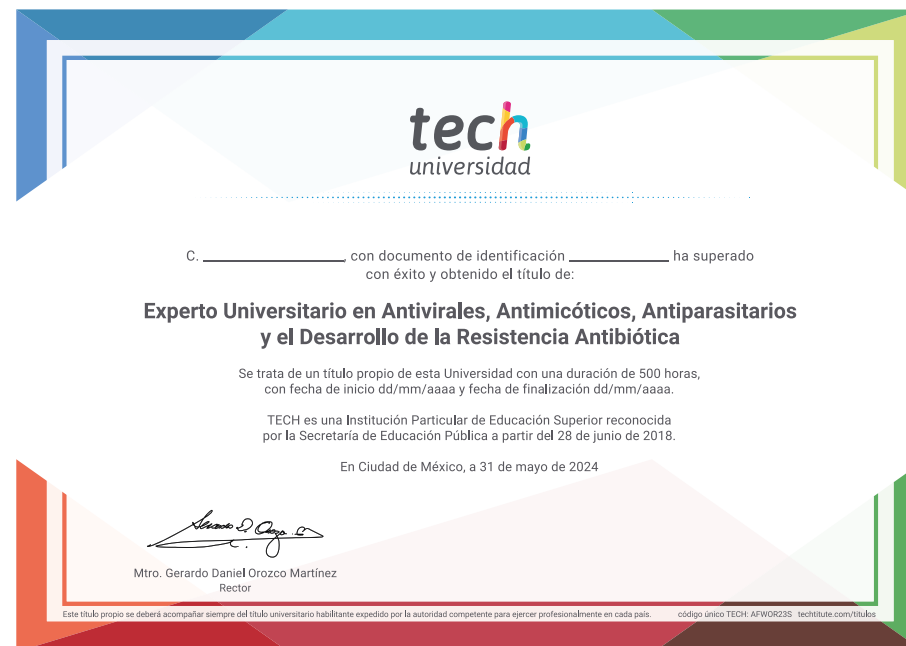 tech
universidad
C. ____________________, con documento de identificación ______________ ha superado
con éxito y obtenido el título de:
Experto Universitario en Antivirales, Antimicóticos, Antiparasitarios
y el Desarrollo de la Resistencia Antibiótica
Se trata de un título propio de esta Universidad con una duración de 500 horas,
con fecha de inicio dd/mm/aaaa y fecha de finalización dd/mm/aaaa.
TECH es una Institución Particular de Educación Superior reconocida
por la Secretaría de Educación Pública a partir del 28 de junio de 2018.
En Ciudad de México, a 31 de mayo de 2024
Mtro. Gerardo Daniel Orozco Martínez
Rector
Este título propio se deberá acompañar siempre del título universitario habilitante expedido por la autoridad competente para ejercer profesionalmente en cada país. código único TECH: AFWOR23S techtitute.com/titulos